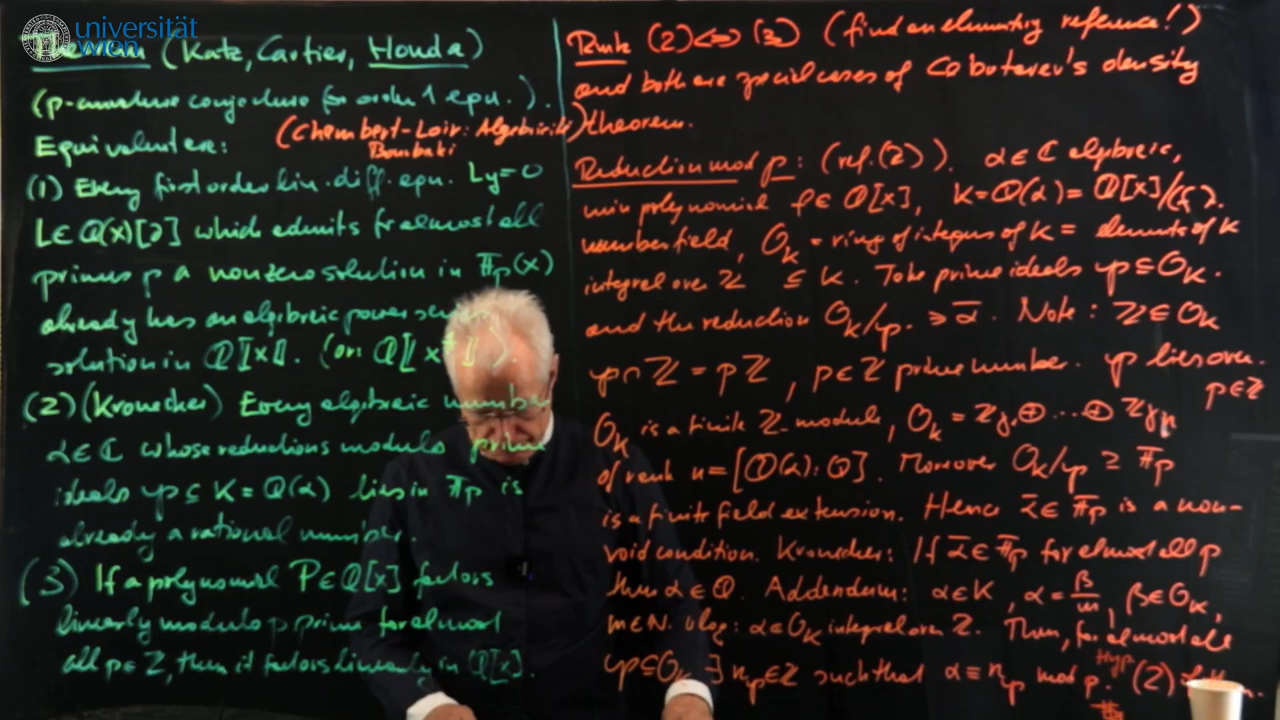 universität
wien
Theorem (Katz, Cartier, Honda)
(p-curvature conjecture for order 1 equ.).
Equivalent are: (Chambert-Loir: Algebricité)
Bourbaki
(1) Every first order lin. diff. equ. Ly=0
L∈Q(x)[∂] which admits for almost all
primes p a nonzero solution in 𝔽p(x)
already has an algebraic power series
solution in Q[[x]]. (or: Q[[x]]).
(2) (Kronecker) Every algebraic number
α∈ℂ whose reductions modulo prime
ideals 𝔭⊆K=Q(α) lies in 𝔽p is
already a rational number.
(3) If a polynomial P∈Q[x] factors
linearly modulo p prime for almost
all p∈ℤ, then it factors linearly in Q[x].
Rmk (2)⇔(3) (find an elementary reference!)
and both are special cases of Cebotarev's density
theorem.
Reduction mod p: (ref.(2)). α∈ℂ algebraic,
min polynomial f∈Q[x], K=Q(α)=Q[x]/(f).
number field, O_K = ring of integers of K = elements of K
integral over ℤ ⊆ K. Take prime ideals 𝔭⊆O_K.
and the reduction O_K/𝔭 ∋ ᾱ. Note: ℤ⊆O_K
𝔭∩ℤ = pℤ, p∈ℤ prime number. 𝔭 lies over
p∈ℤ
O_K is a finite ℤ-module, O_K = ℤγ₁⊕...⊕ℤγₙ
of rank n=[Q(α):Q]. Moreover O_K/𝔭 ⊇ 𝔽p
is a finite field extension. Hence ᾱ∈𝔽p is a non-
void condition. Kronecker: If ᾱ∈𝔽p for almost all p
then α∈Q. Addendum: α∈K, α=β/m, β∈O_K,
m∈ℕ. wlog: α∈O_K integral over ℤ. Then, for almost all
𝔭⊆O_K ∃ n_𝔭∈ℤ such that α≡n_𝔭 mod 𝔭. Hyp (2)